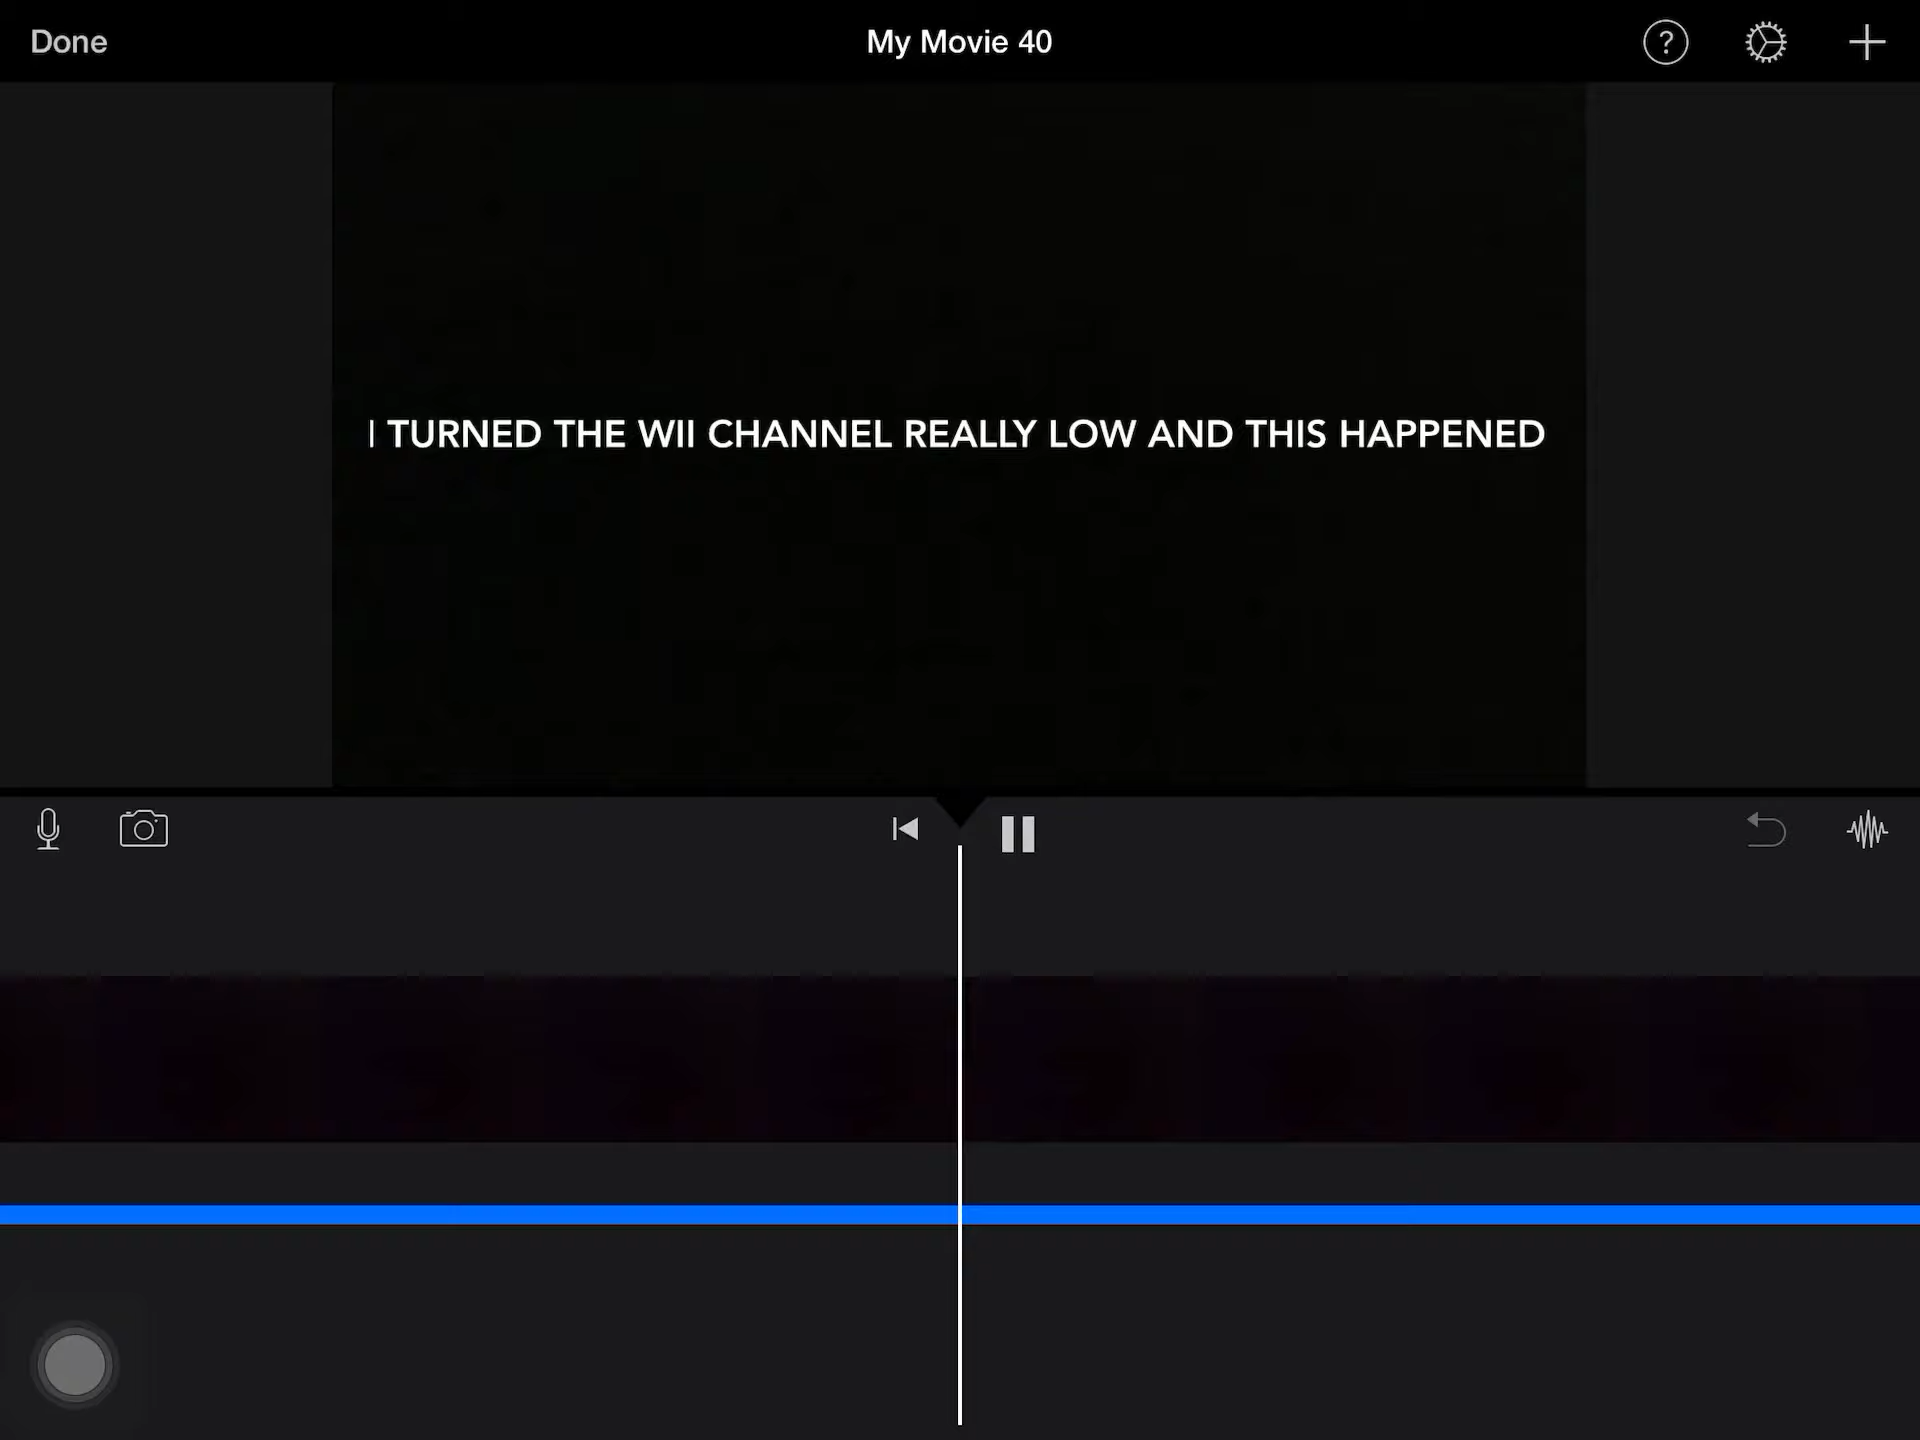 Done
My Movie 40
?
I TURNED THE WII CHANNEL REALLY LOW AND THIS HAPPENED